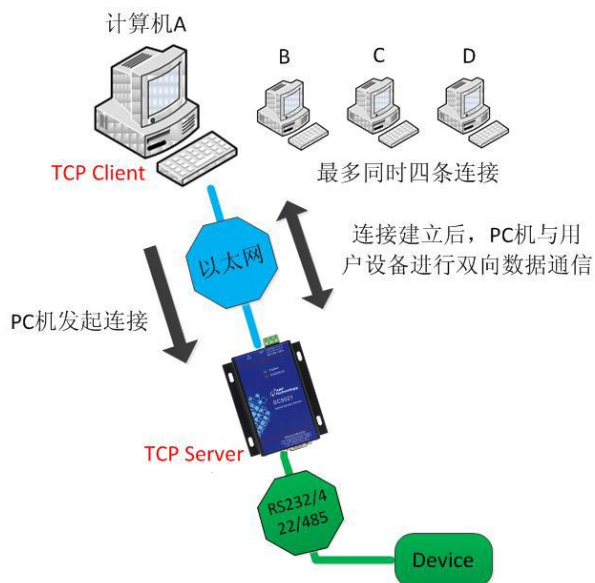 计算机A
B
C
D
TCP Client
最多同时四条连接
以太网
连接建立后，PC机与用
户设备进行双向数据通信
PC机发起连接
SC5021
TCP Server
RS232/4
22/485
Device